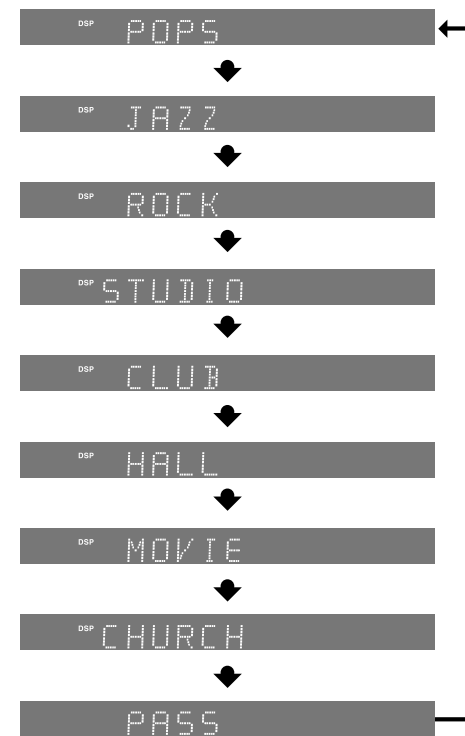 DSP POPS
DSP JAZZ
DSP ROCK
DSP STUDIO
DSP CLUB
DSP HALL
DSP MOVIE
DSP CHURCH
PASS